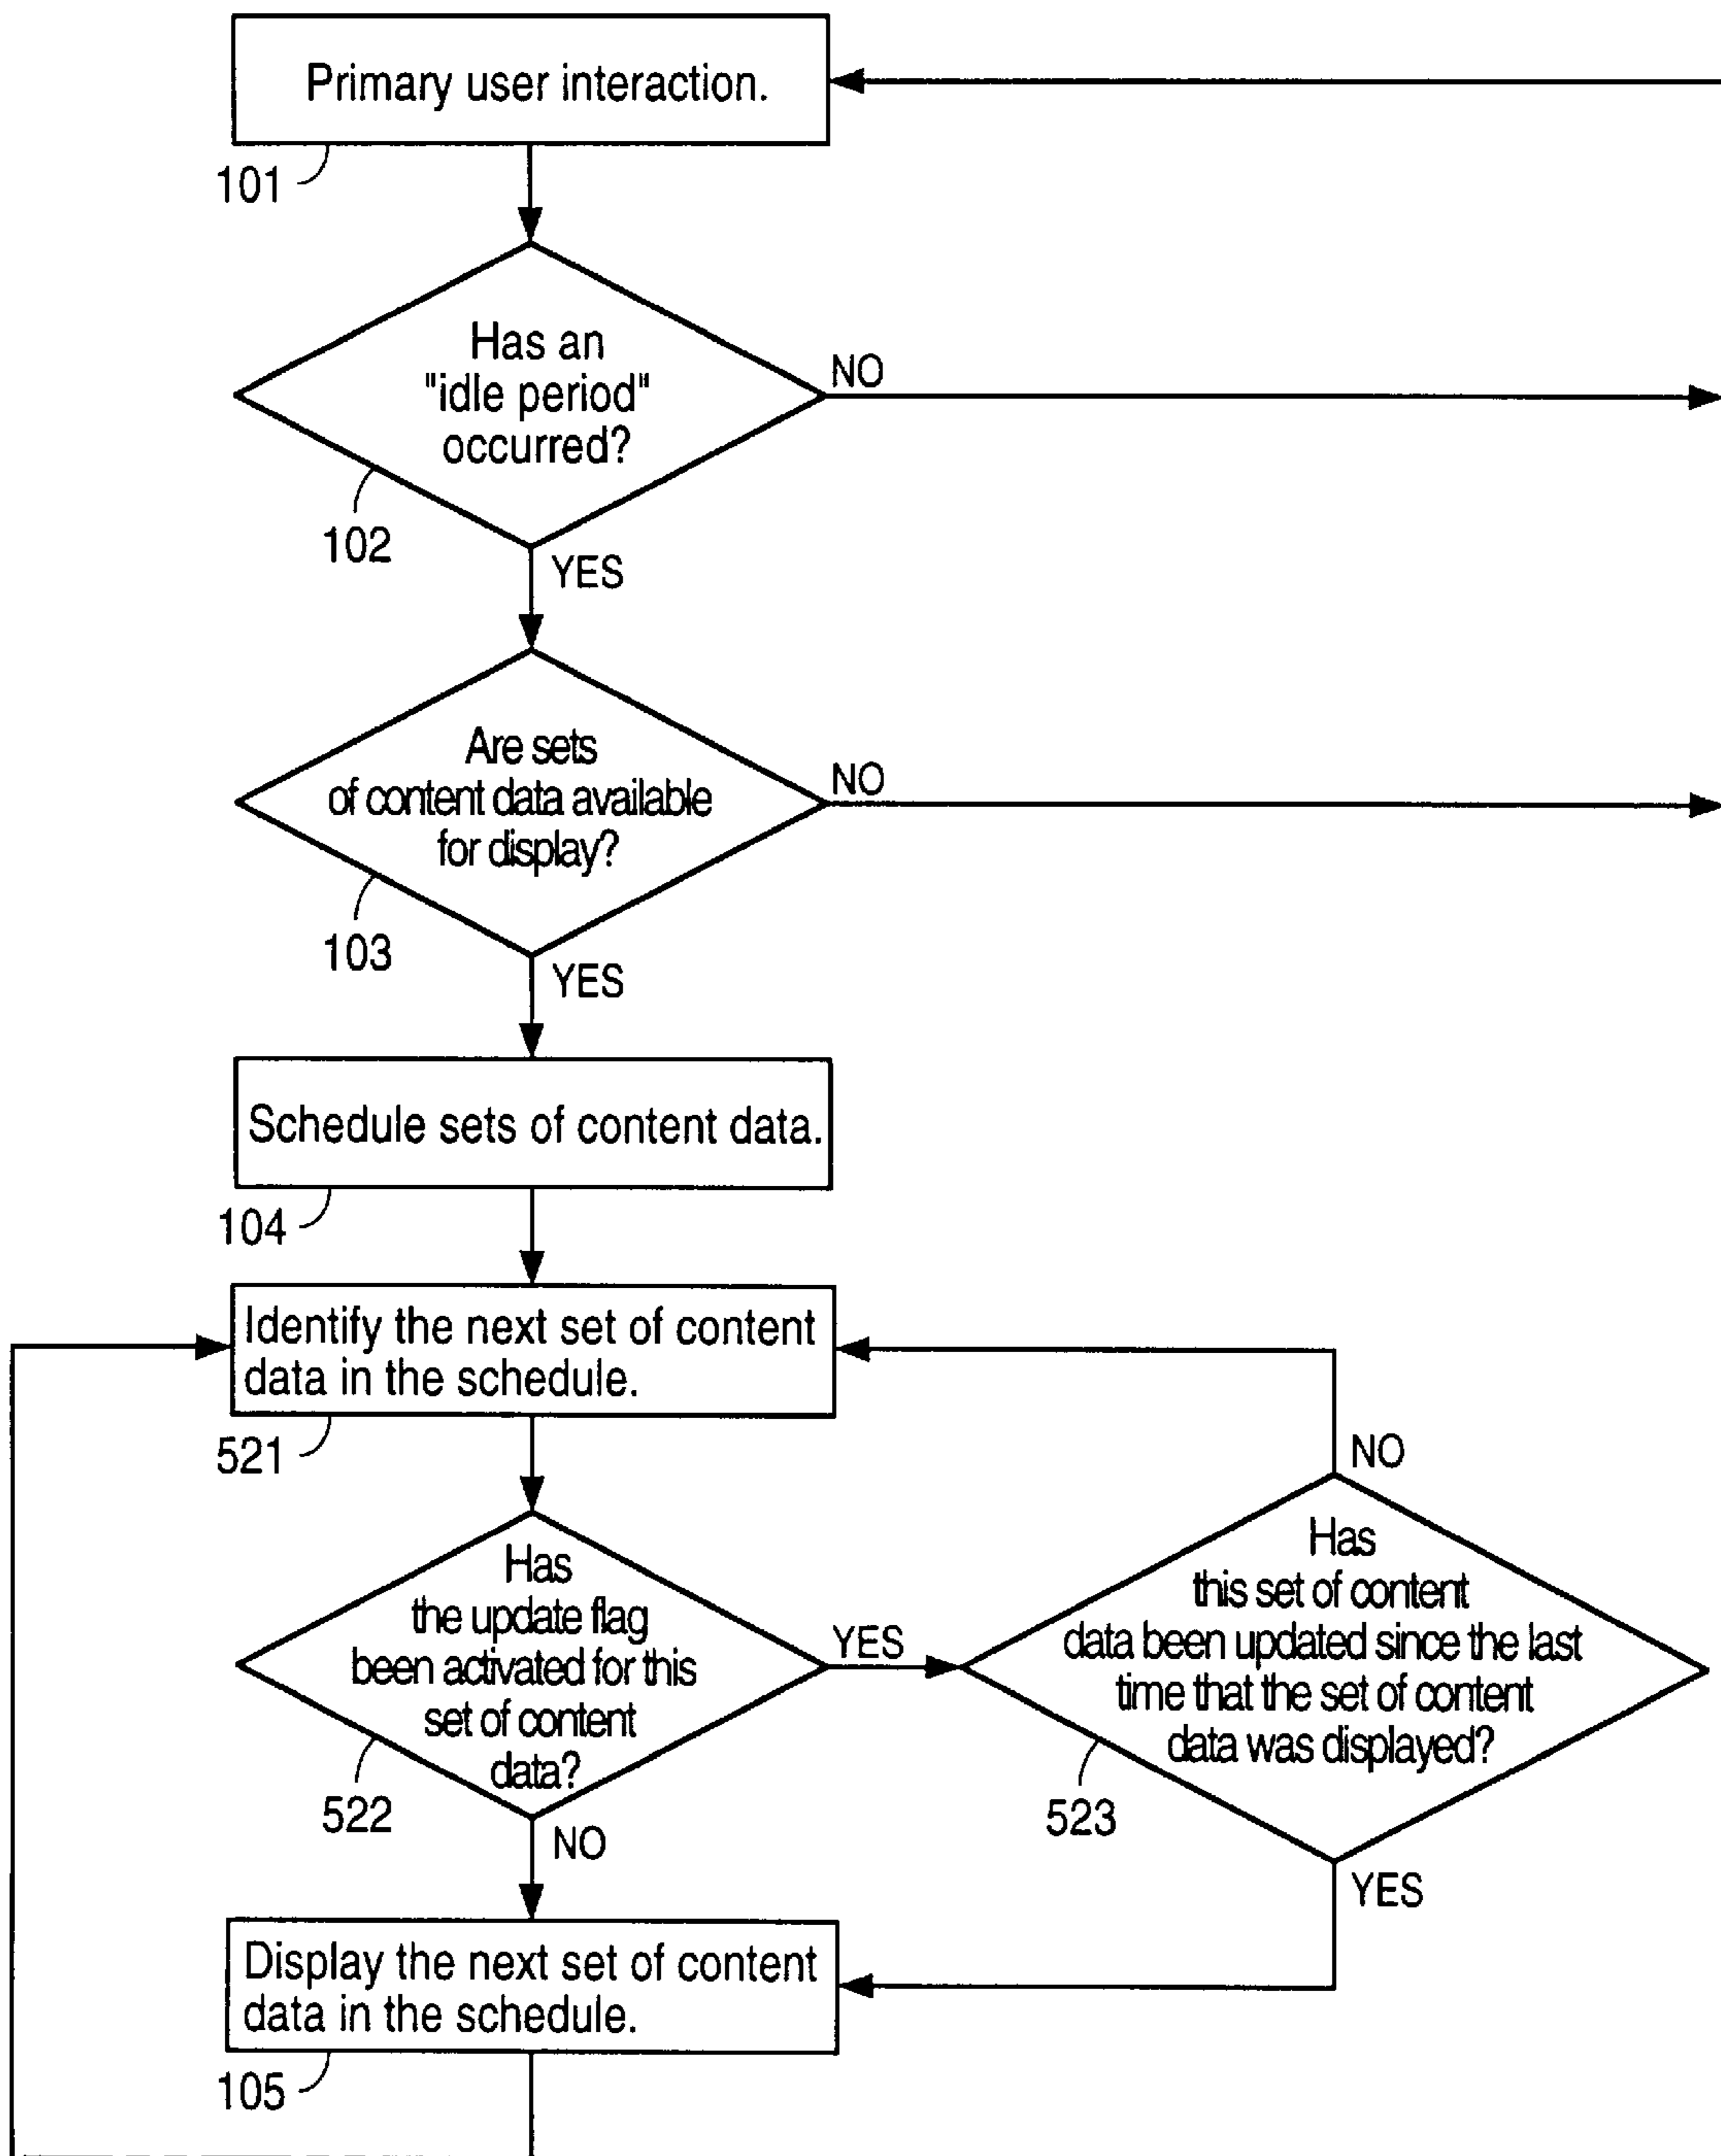 Primary user interaction.
101
Has an
"idle period"
occurred?
NO
102
YES
Are sets
of content data available
for display?
NO
103
YES
Schedule sets of content data.
104
Identify the next set of content
data in the schedule.
521
NO
Has
the update flag
been activated for this
set of content
data?
YES
522
NO
Has
this set of content
data been updated since the last
time that the set of content
data was displayed?
523
YES
Display the next set of content
data in the schedule.
105